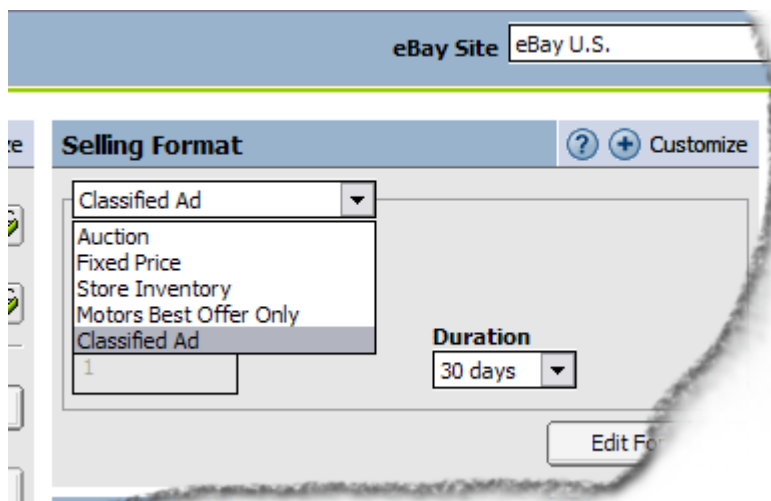 eBay Site eBay U.S.
Selling Format
Customize
Classified Ad
Auction
Fixed Price
Store Inventory
Motors Best Offer Only
Classified Ad
1
Duration
30 days
Edit